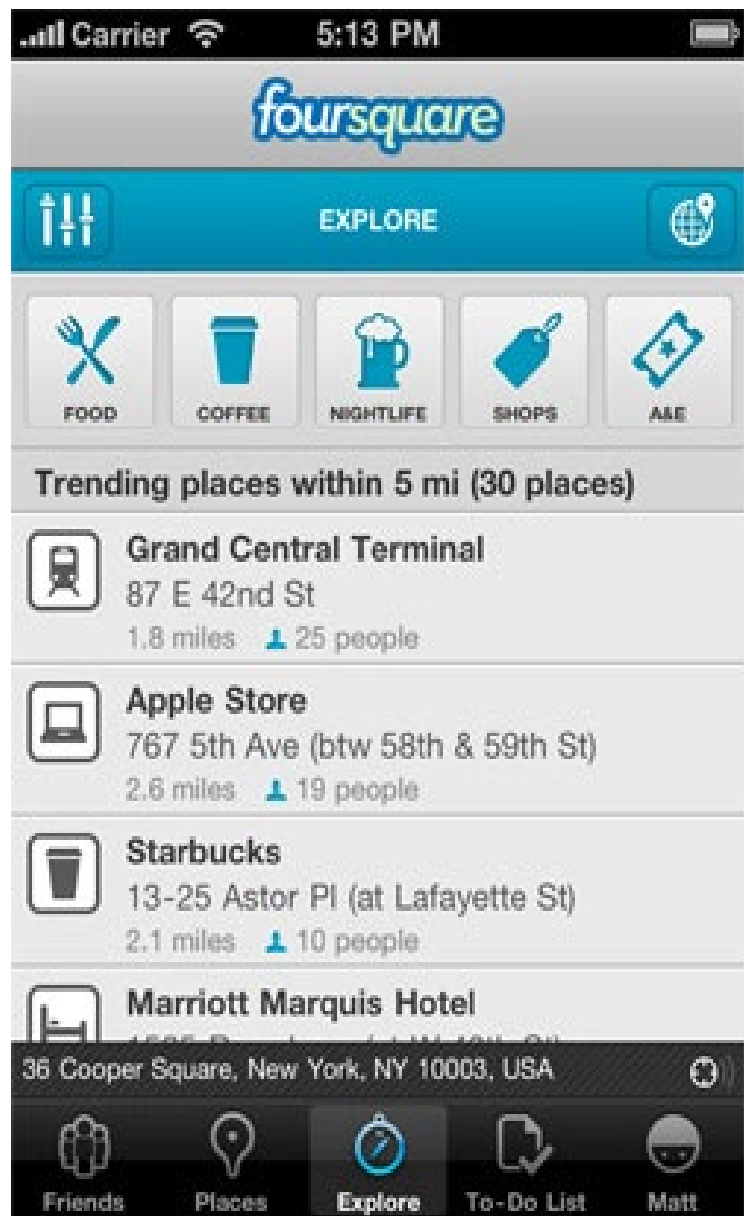 Carrier 5:13 PM
foursquare
EXPLORE
FOOD COFFEE NIGHTLIFE SHOPS A&E
Trending places within 5 mi (30 places)
Grand Central Terminal
87 E 42nd St
1.8 miles 25 people
Apple Store
767 5th Ave (btw 58th & 59th St)
2.6 miles 19 people
Starbucks
13-25 Astor Pl (at Lafayette St)
2.1 miles 10 people
Marriott Marquis Hotel
36 Cooper Square, New York, NY 10003, USA
Friends Places Explore To-Do List Matt